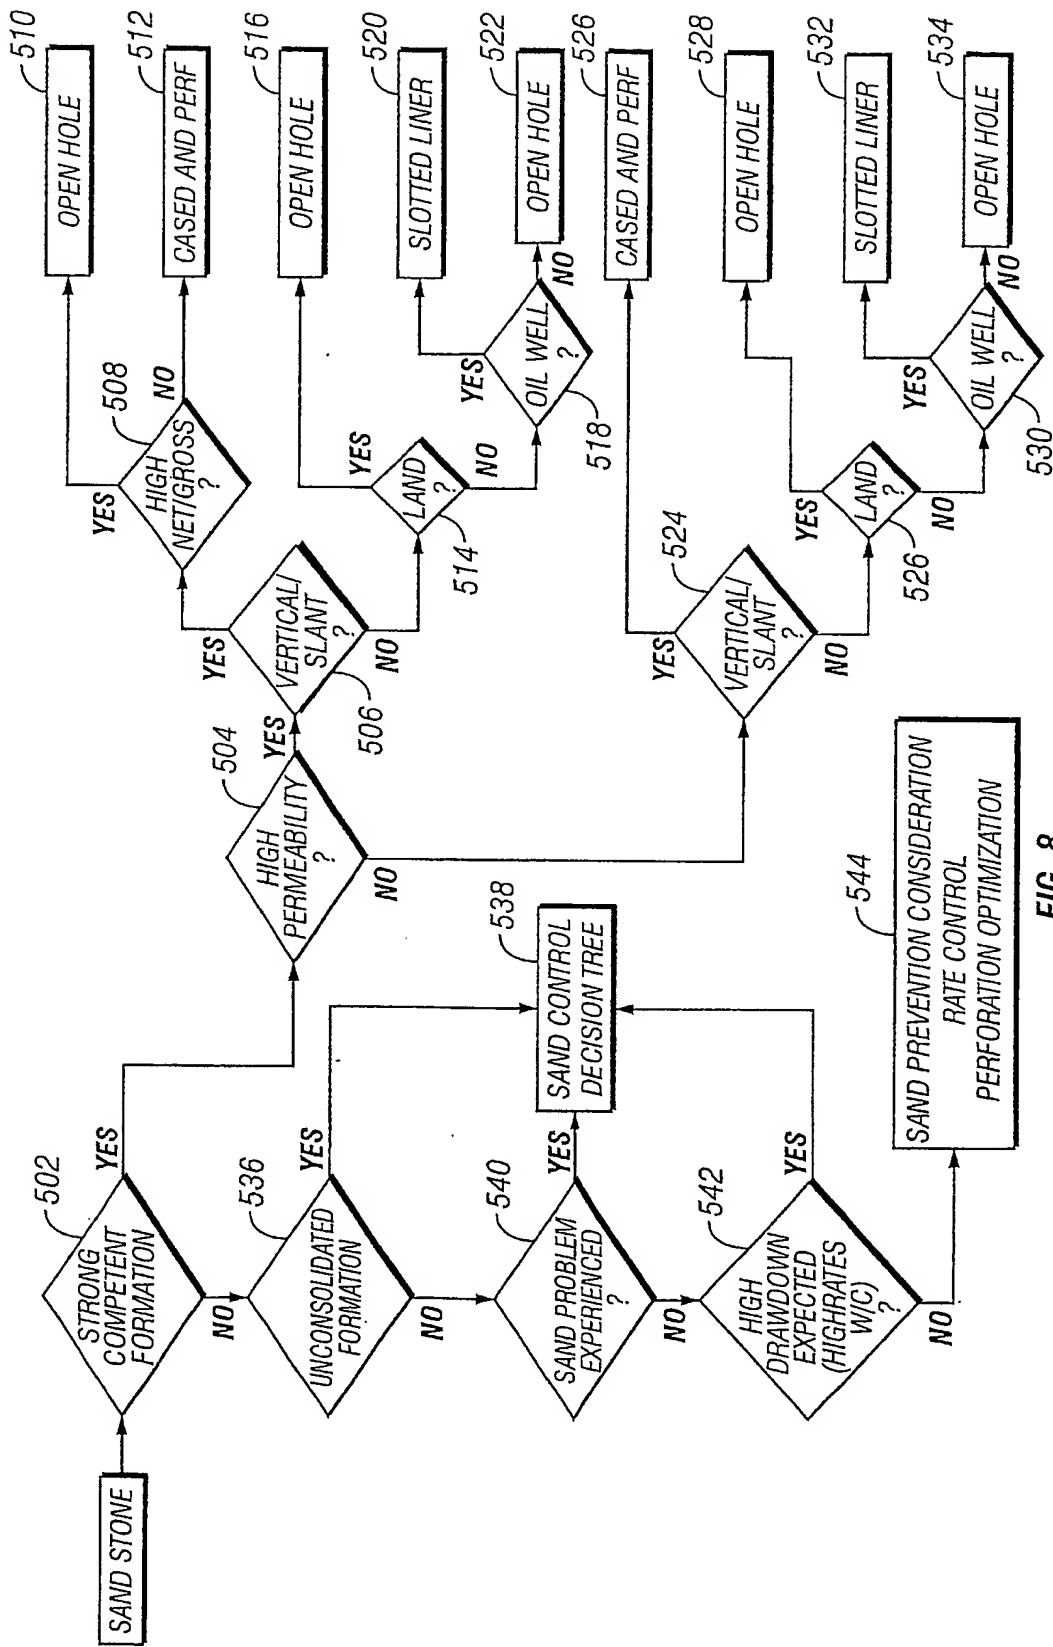 SAND STONE
502
STRONG
COMPETENT
FORMATION
YES
NO
536
UNCONSOLIDATED
FORMATION
YES
NO
540
SAND PROBLEM
EXPERIENCED
?
YES
NO
542
HIGH
DRAWDOWN
EXPECTED
(HIGHRATES
W/C)
?
YES
NO
538
SAND CONTROL
DECISION TREE
544
SAND PREVENTION CONSIDERATION
RATE CONTROL
PERFORATION OPTIMIZATION
504
HIGH
PERMEABILITY
?
YES
NO
506
VERTICAL/
SLANT
?
YES
NO
508
HIGH
NET/GROSS
?
YES
NO
510
OPEN HOLE
512
CASED AND PERF
514
LAND
?
YES
NO
516
OPEN HOLE
518
OIL WELL
?
YES
NO
520
SLOTTED LINER
522
OPEN HOLE
524
VERTICAL/
SLANT
?
YES
NO
526
CASED AND PERF
526
LAND
?
YES
NO
528
OPEN HOLE
530
OIL WELL
?
YES
NO
532
SLOTTED LINER
534
OPEN HOLE
FIG. 8